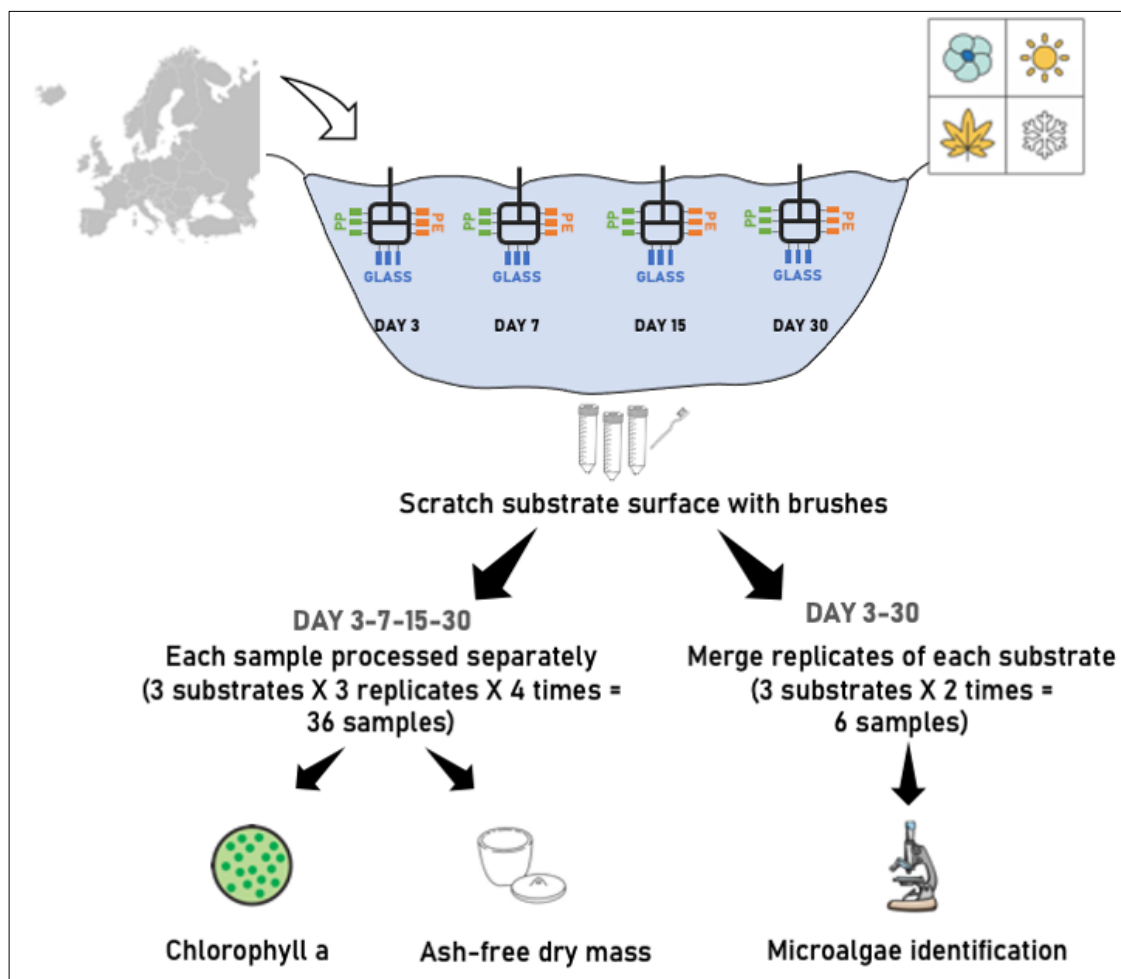 PP PE PP PE PP PE PP PE
GLASS GLASS GLASS GLASS
DAY 3 DAY 7 DAY 15 DAY 30
Scratch substrate surface with brushes
DAY 3-7-15-30
Each sample processed separately
(3 substrates X 3 replicates X 4 times =
36 samples)
DAY 3-30
Merge replicates of each substrate
(3 substrates X 2 times =
6 samples)
Chlorophyll a
Ash-free dry mass
Microalgae identification